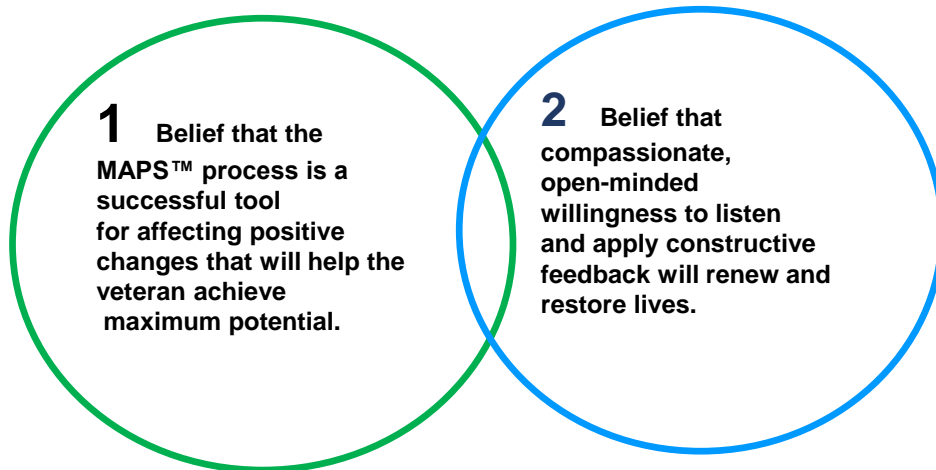 1 Belief that the
MAPS™ process is a
successful tool
for affecting positive
changes that will help the
veteran achieve
maximum potential.
2 Belief that
compassionate,
open-minded
willingness to listen
and apply constructive
feedback will renew and
restore lives.